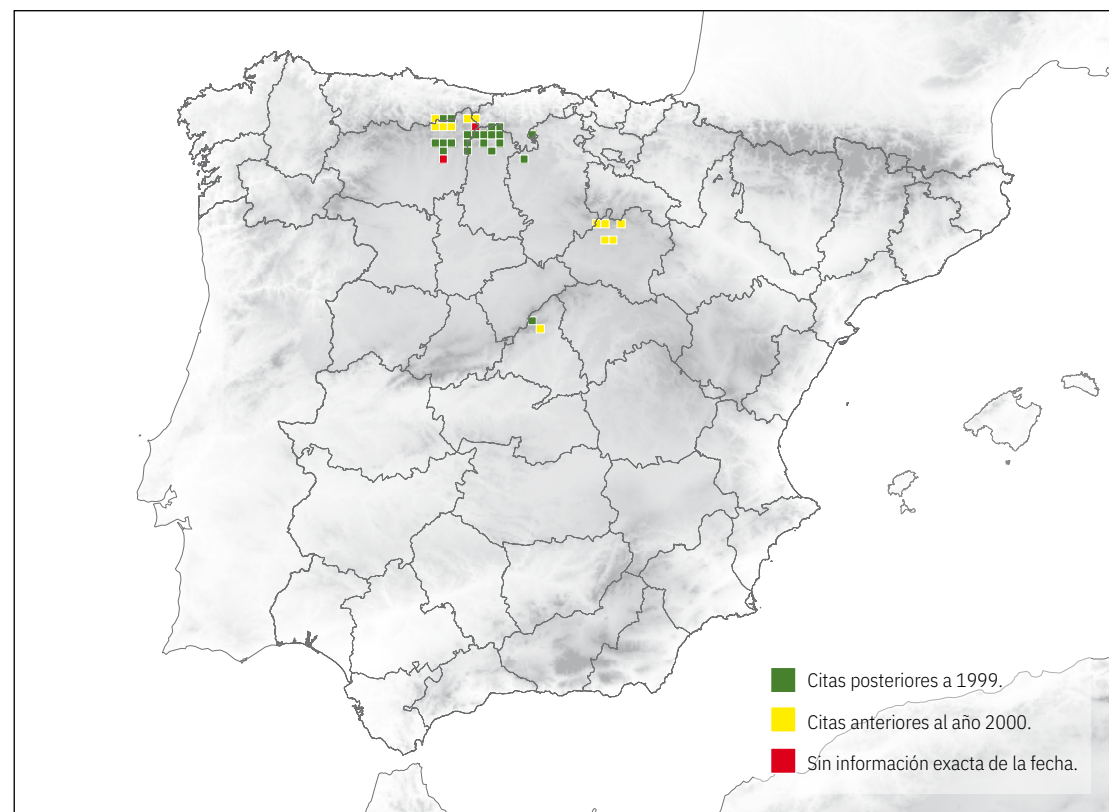 Citas posteriores a 1999.
Citas anteriores al año 2000.
Sin información exacta de la fecha.